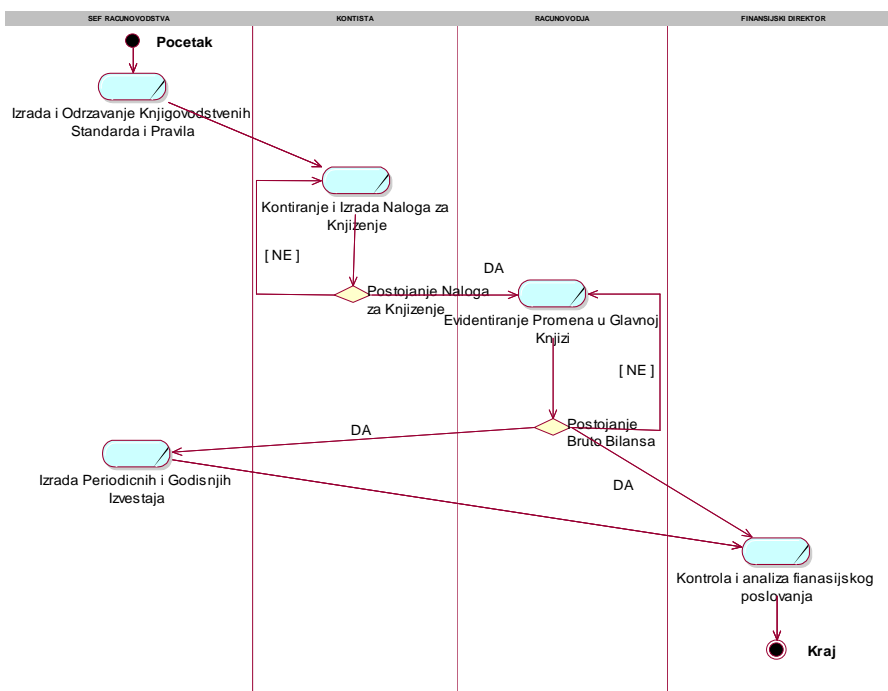 SEF RACUNOVODSTVA
KONTISTA
RACUNOVODJA
FINANSIJSKI DIREKTOR
Pocetak
Izrada i Odrzavanje Knjigovodstvenih
Standarda i Pravila
Kontiranje i Izrada Naloga za
Knjizenje
[ NE ]
DA
Postojanje Naloga
za Knjizenje
Evidentiranje Promena u Glavnoj
Knjizi
[ NE ]
DA
Postojanje
Bruto Bilansa
Izrada Periodicnih i Godisnjih
Izvestaja
DA
Kontrola i analiza fianasijskog
poslovanja
Kraj